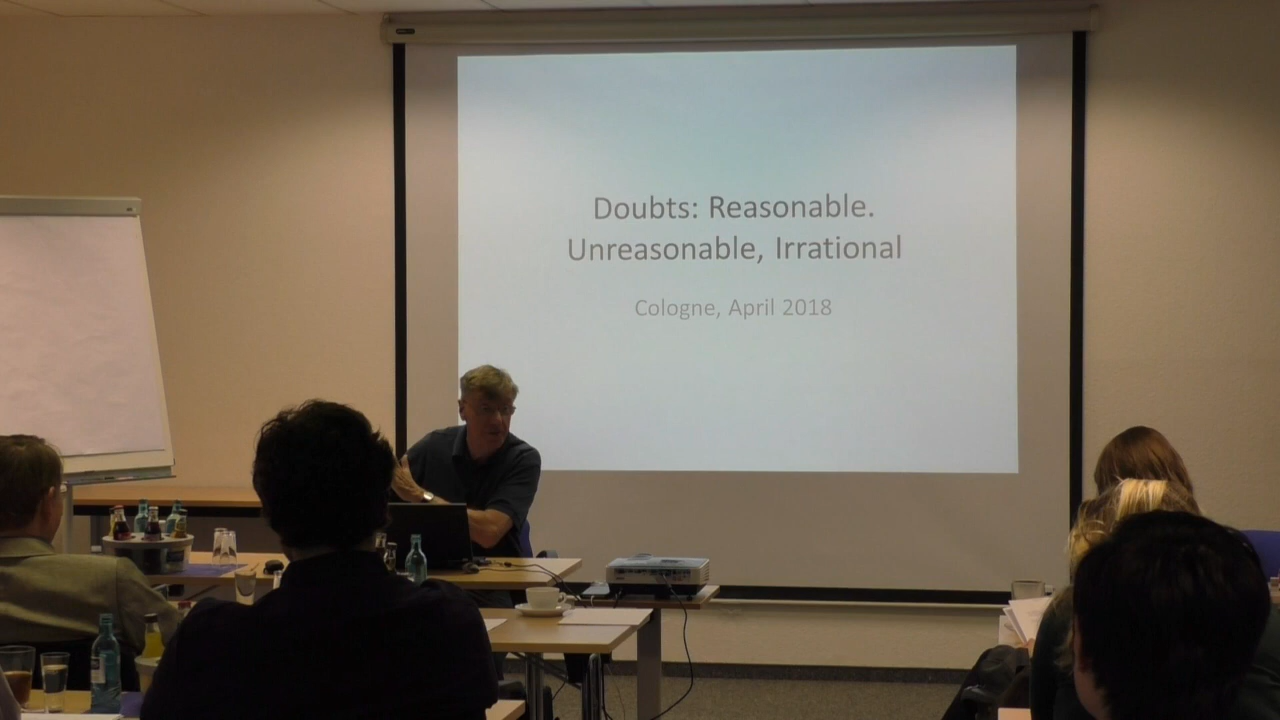 Doubts: Reasonable.
Unreasonable, Irrational
Cologne, April 2018